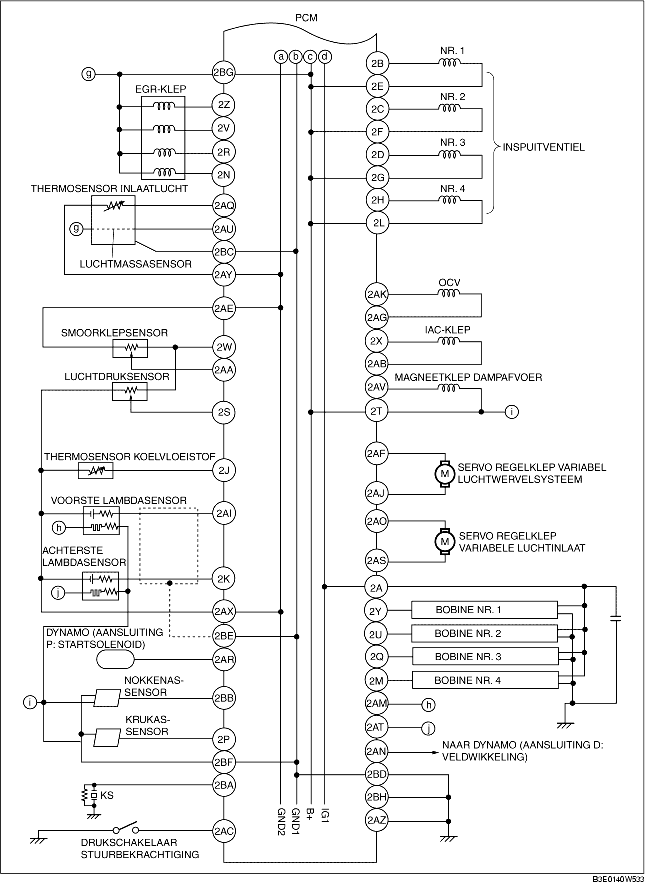 PCM
a b c d
g
2BG
EGR-KLEP
2Z
2V
2R
2N
THERMOSENSOR INLAATLUCHT
2AQ
g
2AU
2BC
LUCHTMASSASENSOR
2AY
2AE
SMOORKLEPSENSOR
2W
2AA
LUCHTDRUKSENSOR
2S
THERMOSENSOR KOELVLOEISTOF
2J
VOORSTE LAMBDASENSOR
2AI
h
ACHTERSTE
LAMBDASENSOR
2K
j
2AX
DYNAMO (AANSLUITING
P: STARTSOLENOID)
2BE
2AR
NOKKENAS-
SENSOR
2BB
i
KRUKAS-
SENSOR
2P
2BF
2BA
KS
2AC
DRUKSCHAKELAAR
STUURBEKRACHTIGING
GND2
GND1
B+
IG1
2B
NR. 1
2E
2C
NR. 2
2F
INSPUITVENTIEL
2D
NR. 3
2G
2H
NR. 4
2L
2AK
OCV
2AG
2X
IAC-KLEP
2AB
2AV
MAGNEETKLEP DAMPAFVOER
2T
i
2AF
M
SERVO REGELKLEP VARIABEL
LUCHTWERVELSYSTEEM
2AJ
2AO
M
SERVO REGELKLEP
VARIABELE LUCHTINLAAT
2AS
2A
2Y
BOBINE NR. 1
2U
BOBINE NR. 2
2Q
BOBINE NR. 3
2M
BOBINE NR. 4
2AM
h
2AT
j
2AN
NAAR DYNAMO (AANSLUITING D:
VELDWIKKELING)
2BD
2BH
2AZ
B3E0140W533